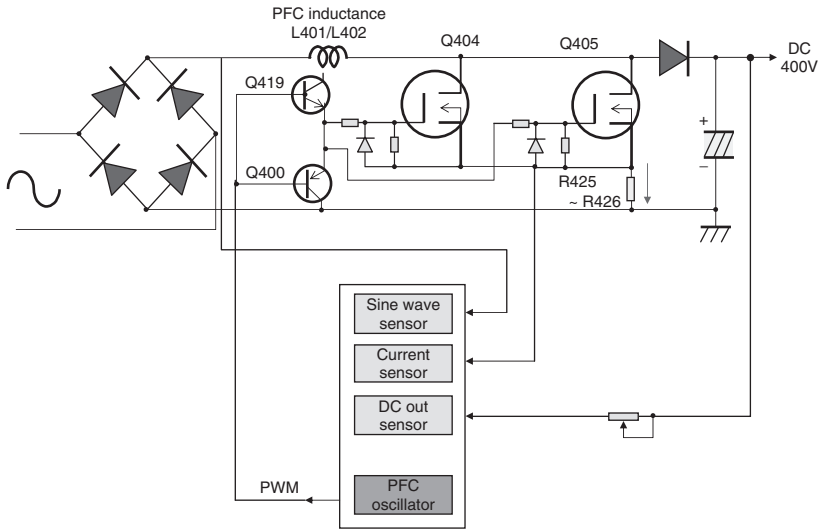 PFC inductance
L401/L402
Q404
Q405
DC
400V
Q419
+
–
Q400
R425
~ R426
Sine wave
sensor
Current
sensor
DC out
sensor
PWM
PFC
oscillator